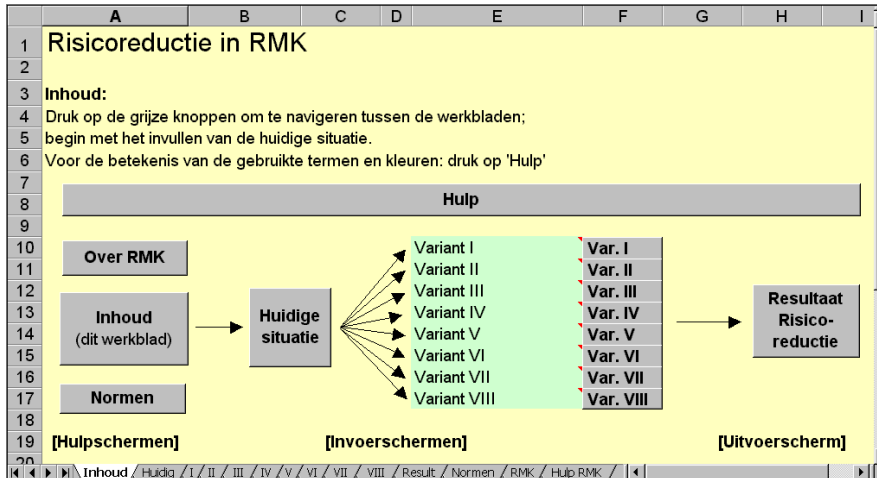 A B C D E F G H I
1 Risicoreductie in RMK
2
3 Inhoud:
4 Druk op de grijze knoppen om te navigeren tussen de werkbladen;
5 begin met het invullen van de huidige situatie.
6 Voor de betekenis van de gebruikte termen en kleuren: druk op 'Hulp'
7
8 Hulp
9
10 Variant I Var. I
11 Over RMK Variant II Var. II
12 Variant III Var. III Resultaat
13 Inhoud Huidige Variant IV Var. IV Risico-
14 (dit werkblad) situatie Variant V Var. V reductie
15 Variant VI Var. VI
16 Variant VII Var. VII
17 Normen Variant VIII Var. VIII
18
19 [Hulpschermen] [Invoerschermen] [Uitvoerscherm]
20
Inhoud / Huidig / I / II / III / IV / V / VI / VII / VIII / Result / Normen / RMK / Hulp RMK /